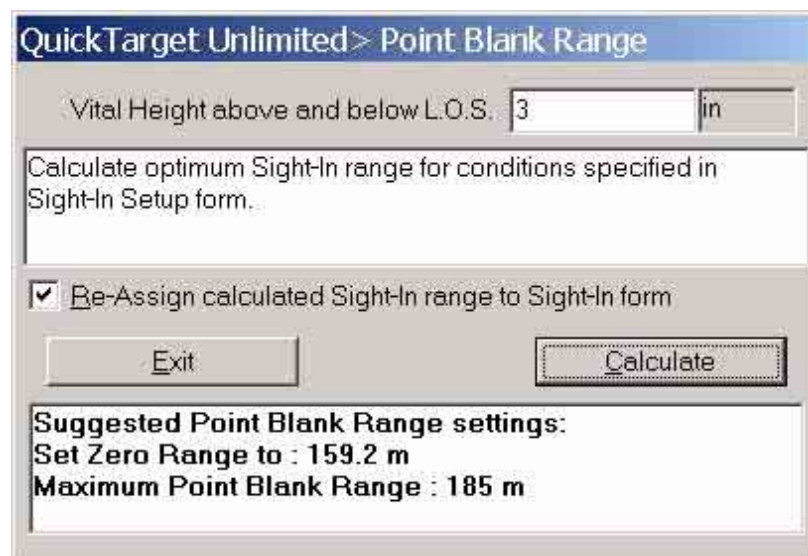 QuickTarget Unlimited> Point Blank Range
Vital Height above and below L.O.S. 3 in
Calculate optimum Sight-In range for conditions specified in
Sight-In Setup form.
Re-Assign calculated Sight-In range to Sight-In form
Exit Calculate
Suggested Point Blank Range settings:
Set Zero Range to : 159.2 m
Maximum Point Blank Range : 185 m